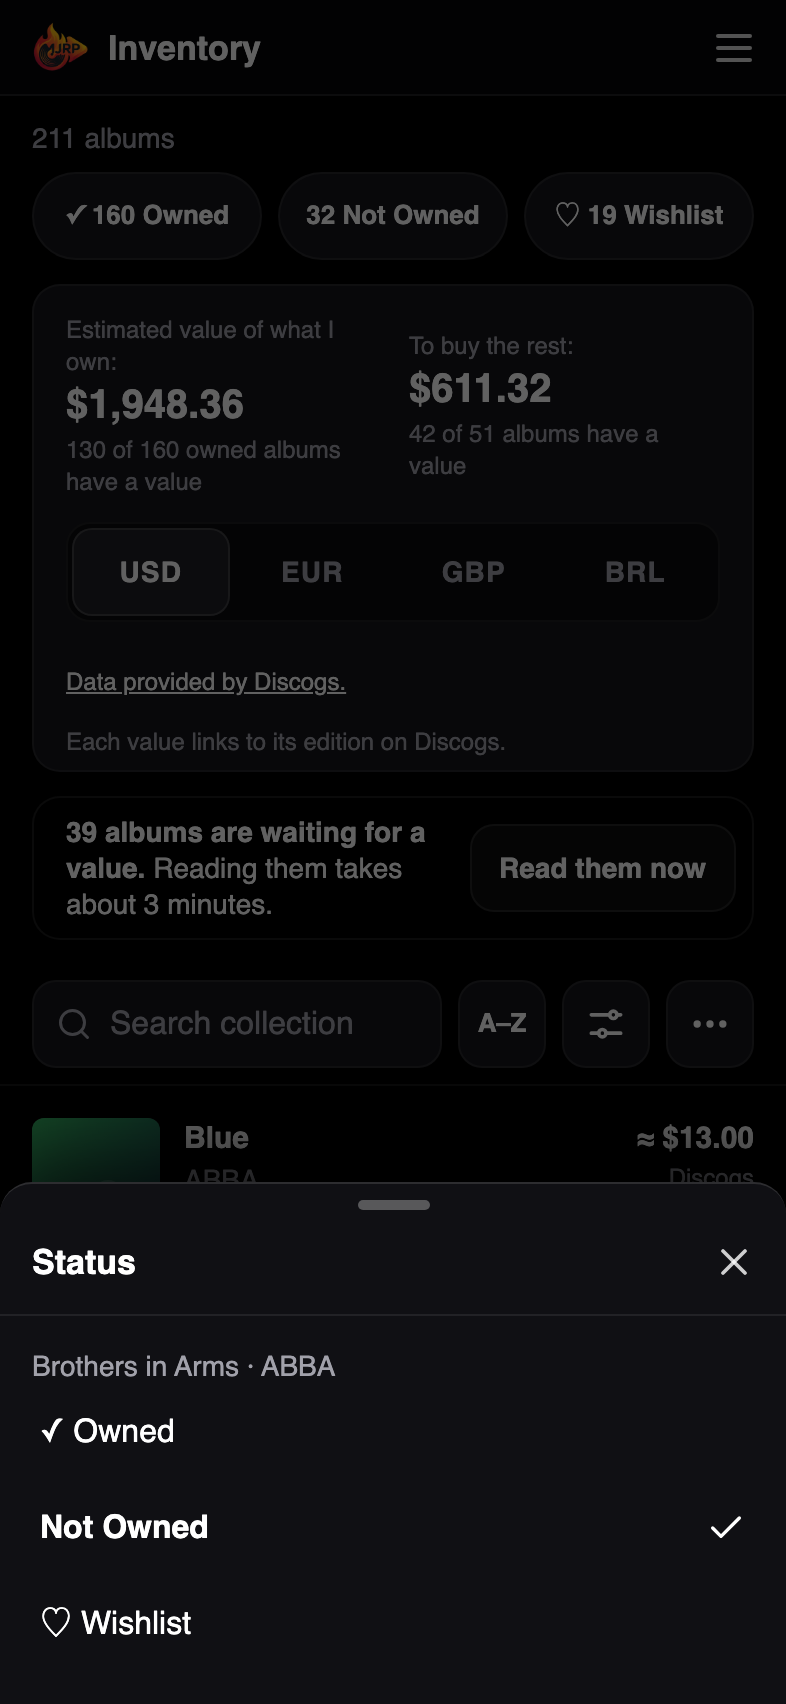 MJRP
Inventory
211 albums
✓ 160 Owned
32 Not Owned
♡ 19 Wishlist
Estimated value of what I
own:
$1,948.36
130 of 160 owned albums
have a value
To buy the rest:
$611.32
42 of 51 albums have a
value
USD
EUR
GBP
BRL
Data provided by Discogs.
Each value links to its edition on Discogs.
39 albums are waiting for a
value. Reading them takes
about 3 minutes.
Read them now
Search collection
A–Z
Blue
≈ $13.00
ABBA
Discogs
Status
Brothers in Arms · ABBA
✓ Owned
Not Owned
♡ Wishlist